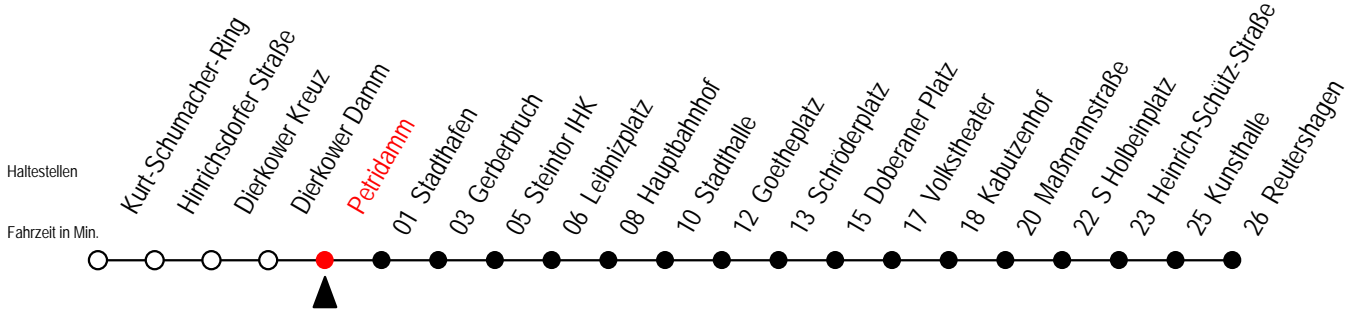 Haltestellen
Fahrzeit in Min.
Kurt-Schumacher-Ring
Hinrichsdorfer Straße
Dierkower Kreuz
Dierkower Damm
Petridamm
01 Stadthafen
03 Gerberbruch
05 Steintor IHK
06 Leibnizplatz
08 Hauptbahnhof
10 Stadthalle
12 Goetheplatz
13 Schröderplatz
15 Doberaner Platz
17 Volkstheater
18 Kabutzenhof
20 Maßmannstraße
22 S Holbeinplatz
23 Heinrich-Schütz-Straße
25 Kunsthalle
26 Reutershagen